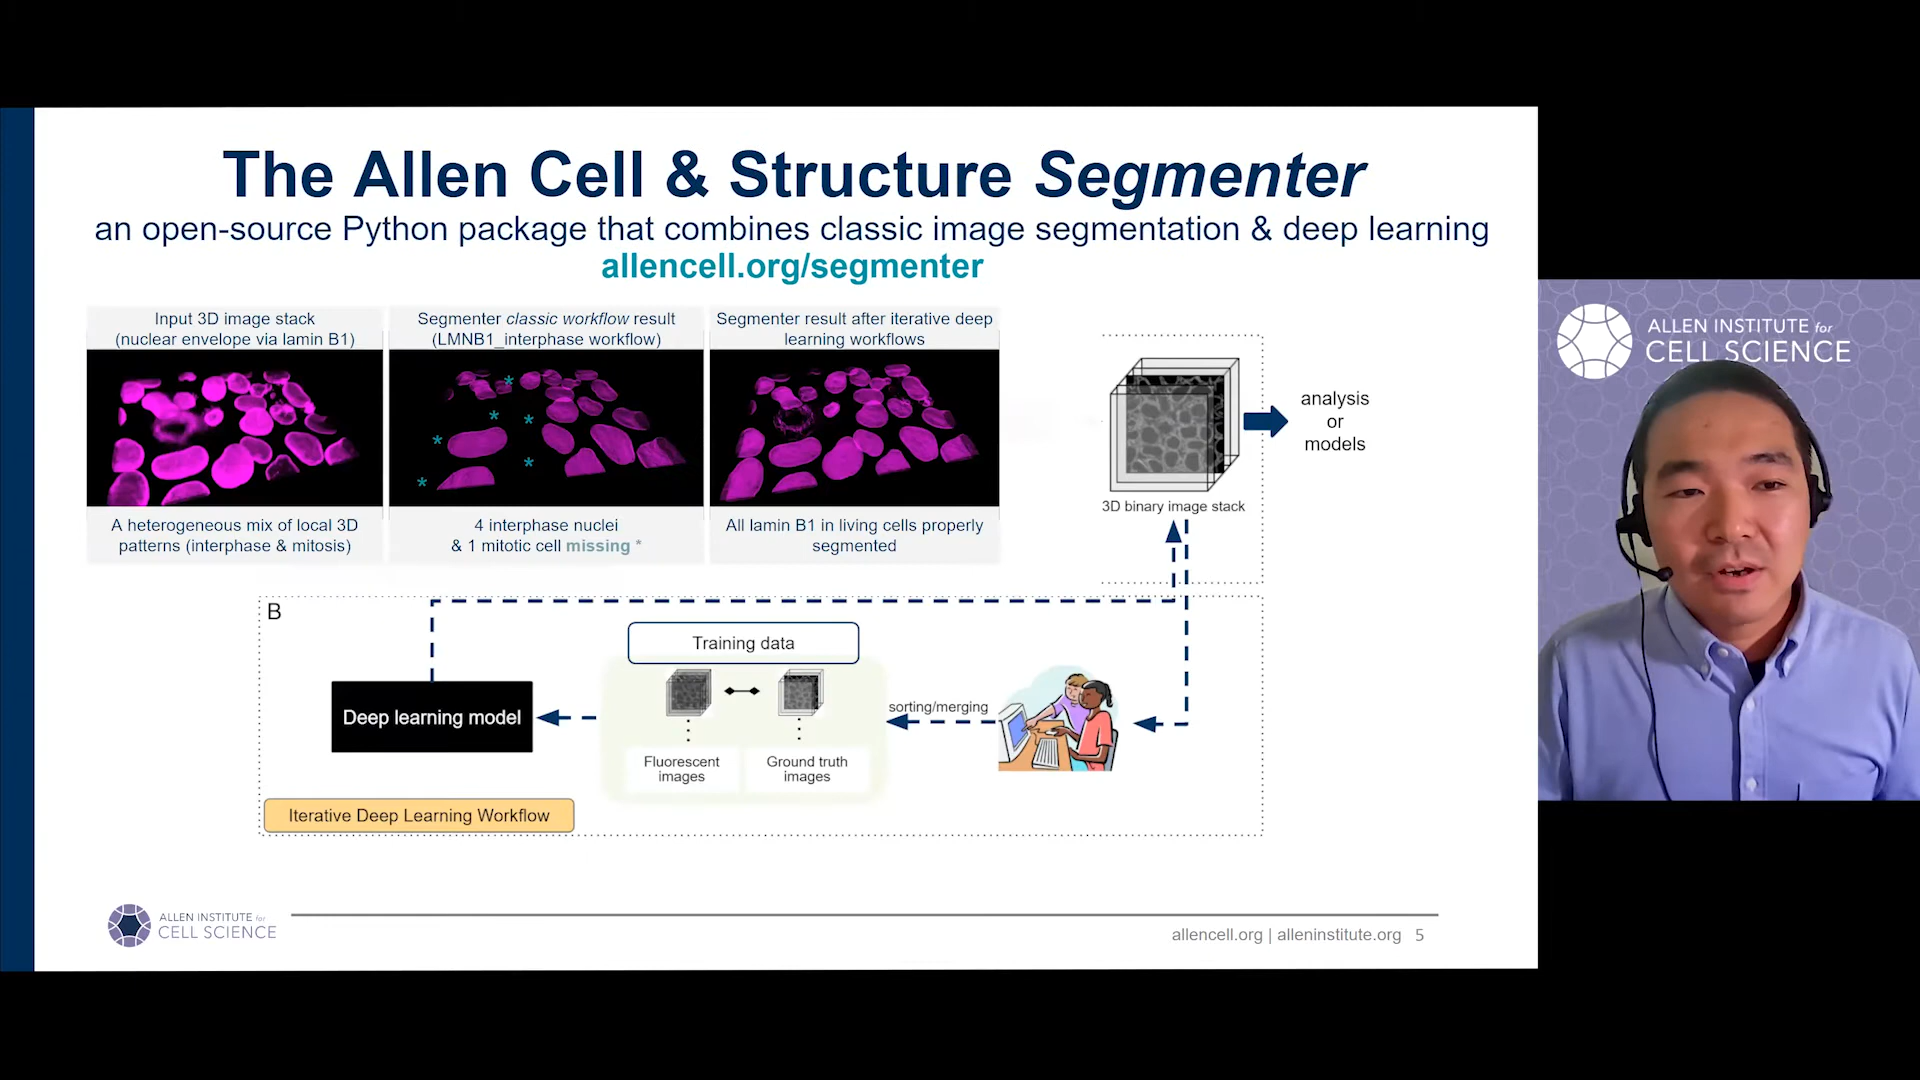 The Allen Cell & Structure Segmenter
an open-source Python package that combines classic image segmentation & deep learning
allencell.org/segmenter
Input 3D image stack
(nuclear envelope via lamin B1)
Segmenter classic workflow result
(LMNB1_interphase workflow)
Segmenter result after iterative deep
learning workflows
A heterogeneous mix of local 3D
patterns (interphase & mitosis)
4 interphase nuclei
& 1 mitotic cell missing *
All lamin B1 in living cells properly
segmented
3D binary image stack
analysis
or
models
B
Training data
Deep learning model
Fluorescent
images
Ground truth
images
sorting/merging
Iterative Deep Learning Workflow
ALLEN INSTITUTE for
CELL SCIENCE
allencell.org | alleninstitute.org 5
ALLEN INSTITUTE for
CELL SCIENCE